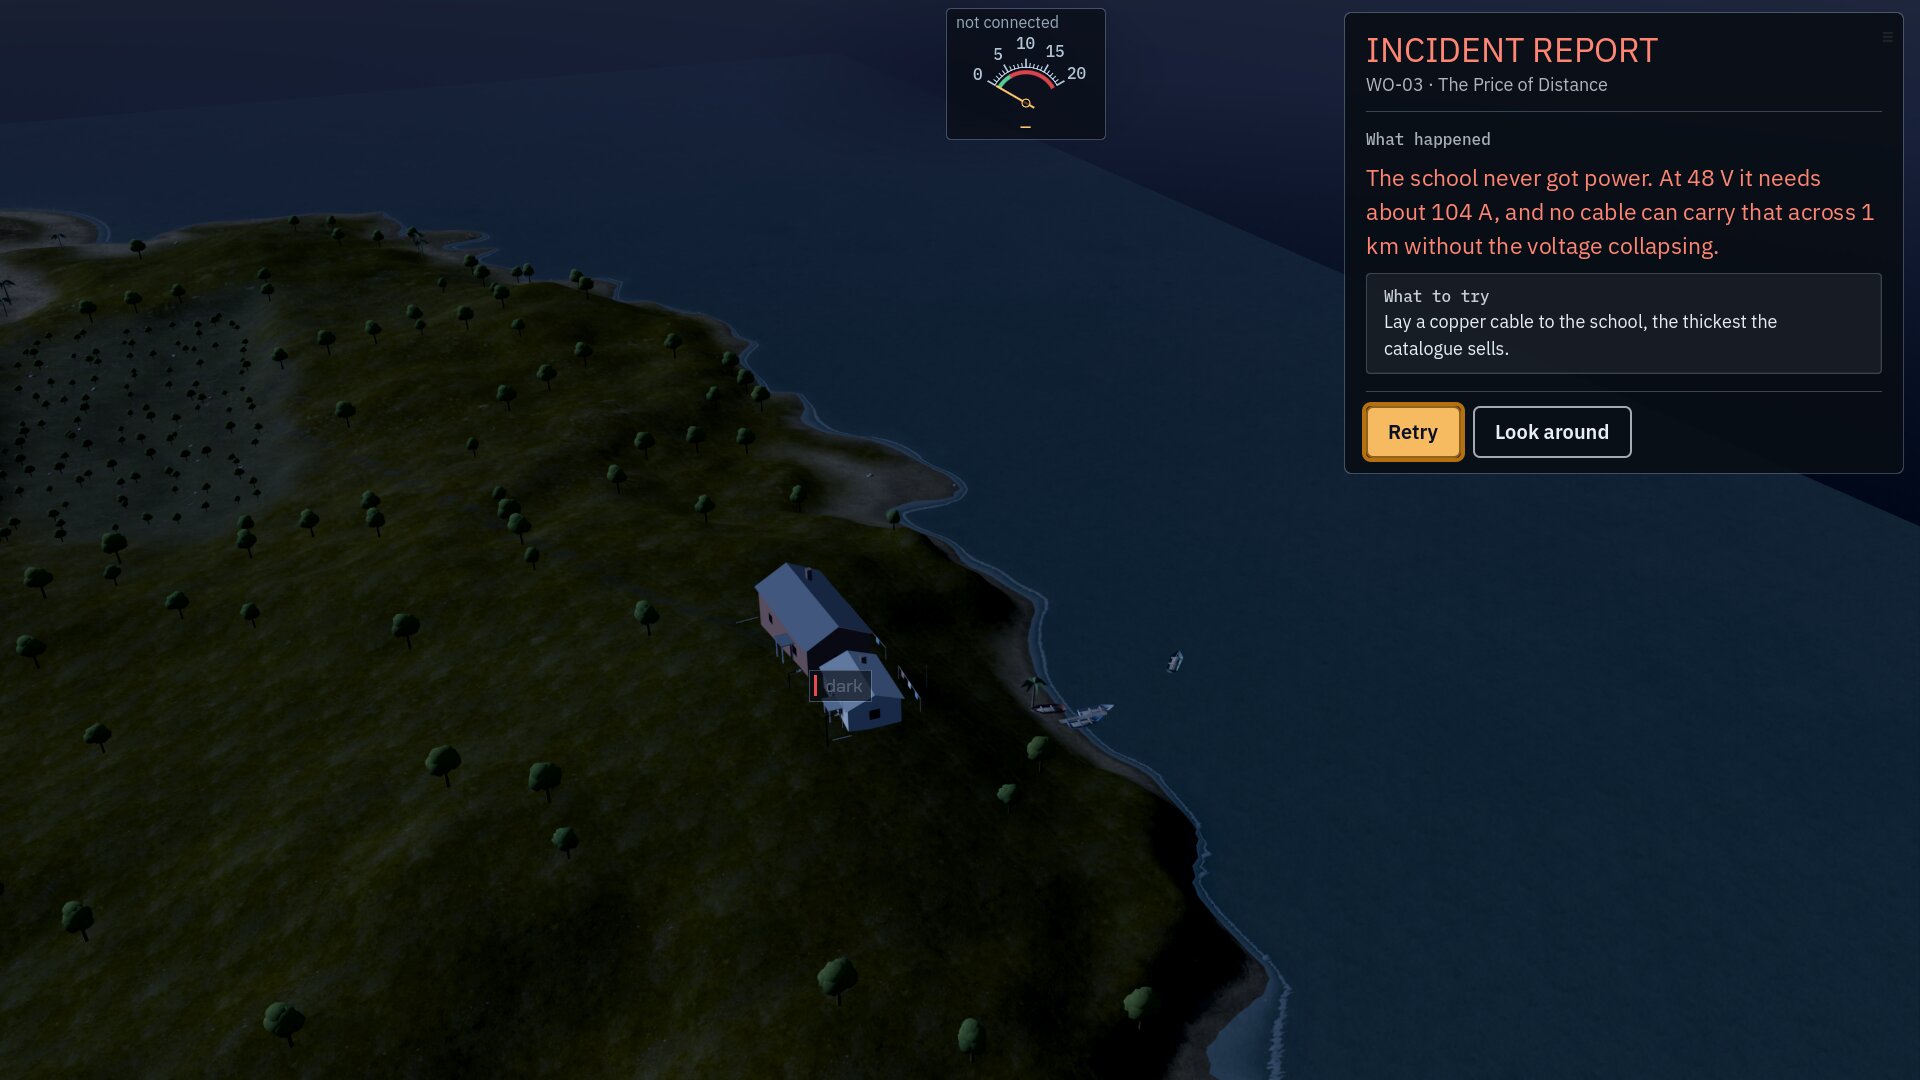 not connected
0 5 10 15 20
–
INCIDENT REPORT
WO-03 · The Price of Distance
What happened
The school never got power. At 48 V it needs
about 104 A, and no cable can carry that across 1
km without the voltage collapsing.
What to try
Lay a copper cable to the school, the thickest the
catalogue sells.
Retry
Look around
dark